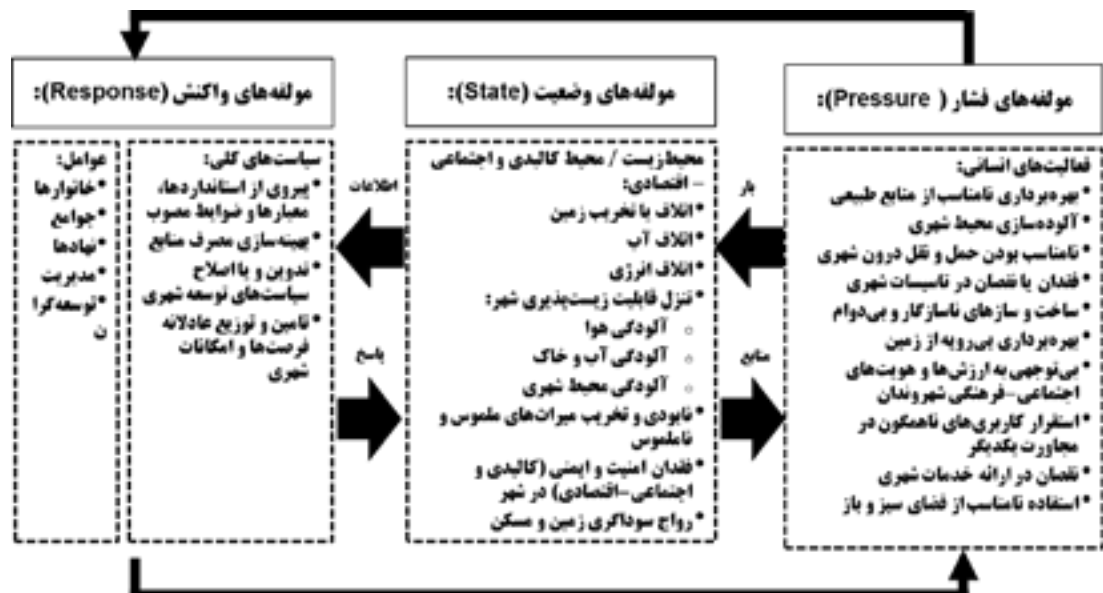 مولفه‌های فشار ( Pressure):
فعالیت‌های انسانی:
*بهره‌برداری نامناسب از منابع طبیعی
*آلوده‌سازی محیط شهری
*نامناسب بودن حمل و نقل درون شهری
*فقدان یا نقصان در تاسیسات شهری
*ساخت و سازهای ناسازگار و بی‌دوام
*بهره‌برداری بی‌رویه از زمین
*بی‌توجهی به ارزش‌ها و هویت‌های
اجتماعی-فرهنگی شهروندان
*استقرار کاربری‌های ناهمگون در
مجاورت یکدیگر
*نقصان در ارائه خدمات شهری
*استفاده نامناسب از فضای سبز و باز
بار
منابع
مولفه‌های وضعیت (State):
محیط‌زیست / محیط کالبدی و اجتماعی
– اقتصادی:
*اتلاف یا تخریب زمین
*اتلاف آب
*اتلاف انرژی
*تنزل قابلیت زیست‌پذیری شهر:
o آلودگی هوا
o آلودگی آب و خاک
o آلودگی محیط شهری
*نابودی و تخریب میراث‌های ملموس و
ناملموس
*فقدان امنیت و ایمنی (کالبدی و
اجتماعی-اقتصادی) در شهر
*رواج سوداگری زمین و مسکن
اطلاعات
پاسخ
مولفه‌های واکنش (Response):
سیاست‌های کلی:
*پیروی از استانداردها،
معیارها و ضوابط مصوب
*بهینه‌سازی مصرف منابع
*تدوین و یا اصلاح
سیاست‌های توسعه شهری
*تامین و توزیع عادلانه
فرصت‌ها و امکانات
شهری
عوامل:
*خانوارها
*جوامع
*نهادها
*مدیریت
*توسعه‌گرا
ن